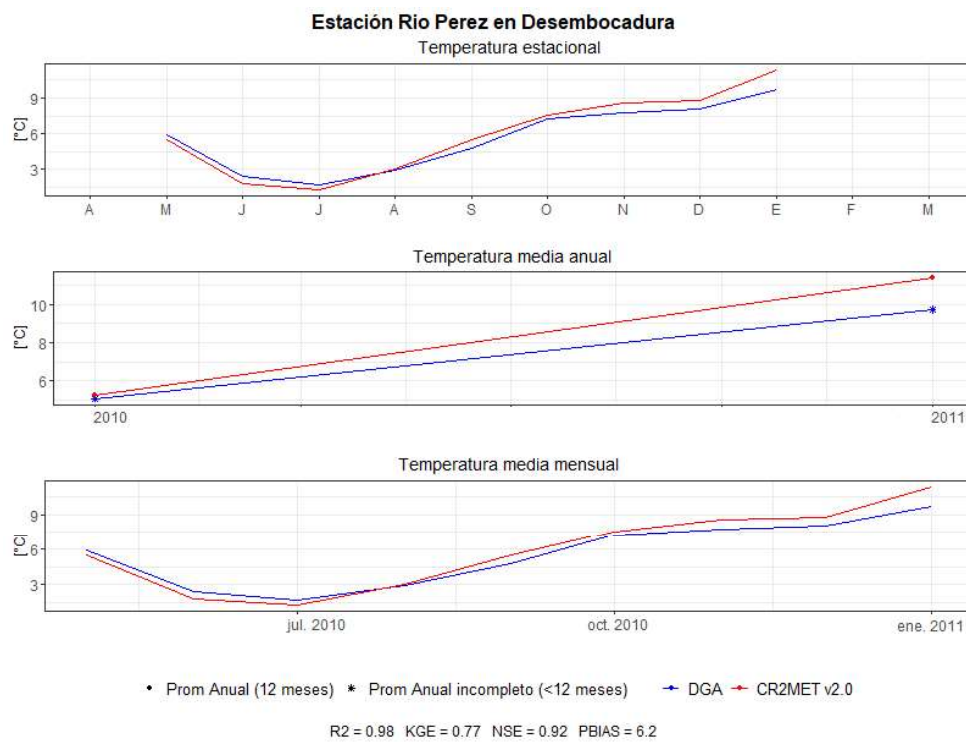 Estación Rio Perez en Desembocadura
Temperatura estacional
[°C]
9
6
3
A M J J A S O N D E F M
Temperatura media anual
[°C]
10
8
6
2010 2011
Temperatura media mensual
[°C]
9
6
3
jul. 2010 oct. 2010 ene. 2011
Prom Anual (12 meses) * Prom Anual incompleto (<12 meses) DGA CR2MET v2.0
R2 = 0.98 KGE = 0.77 NSE = 0.92 PBIAS = 6.2